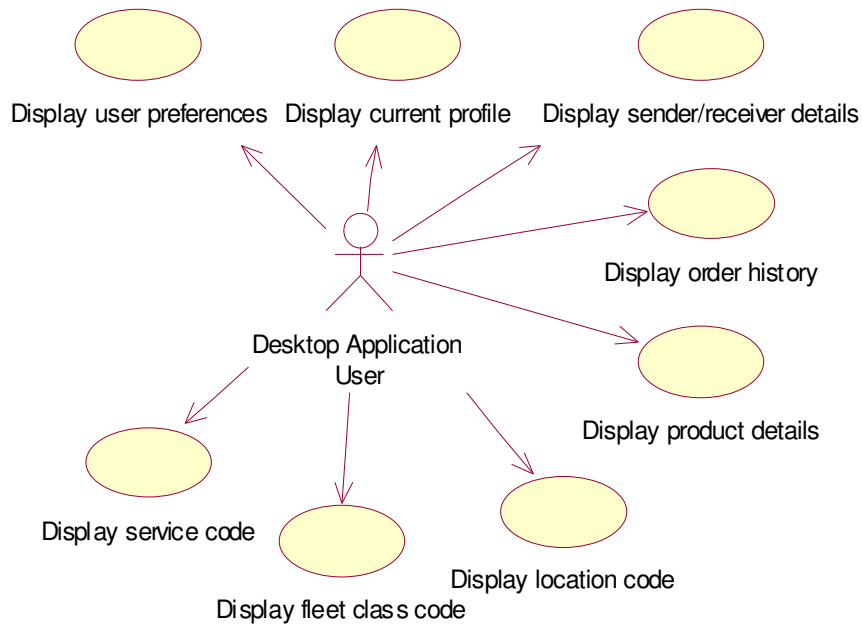 Display user preferences
Display current profile
Display sender/receiver details
Display order history
Desktop Application
User
Display product details
Display service code
Display location code
Display fleet class code